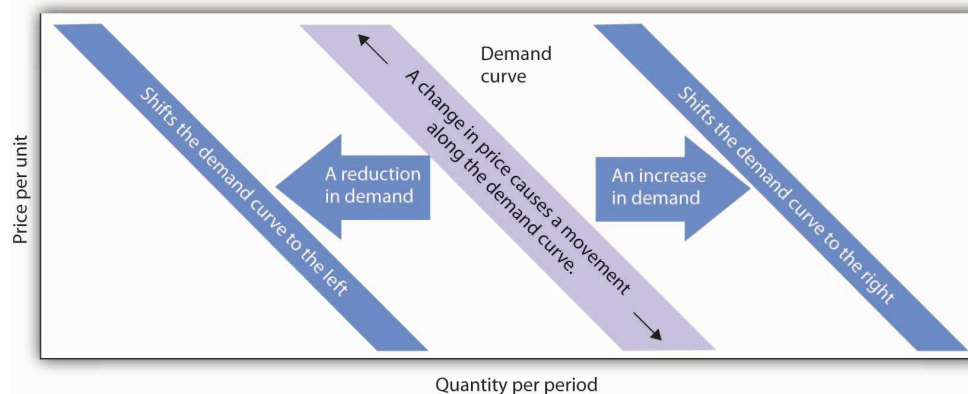 Demand
curve
Shifts the demand curve to the left
A change in price causes a movement
along the demand curve.
Shifts the demand curve to the right
A reduction
in demand
An increase
in demand
Price per unit
Quantity per period